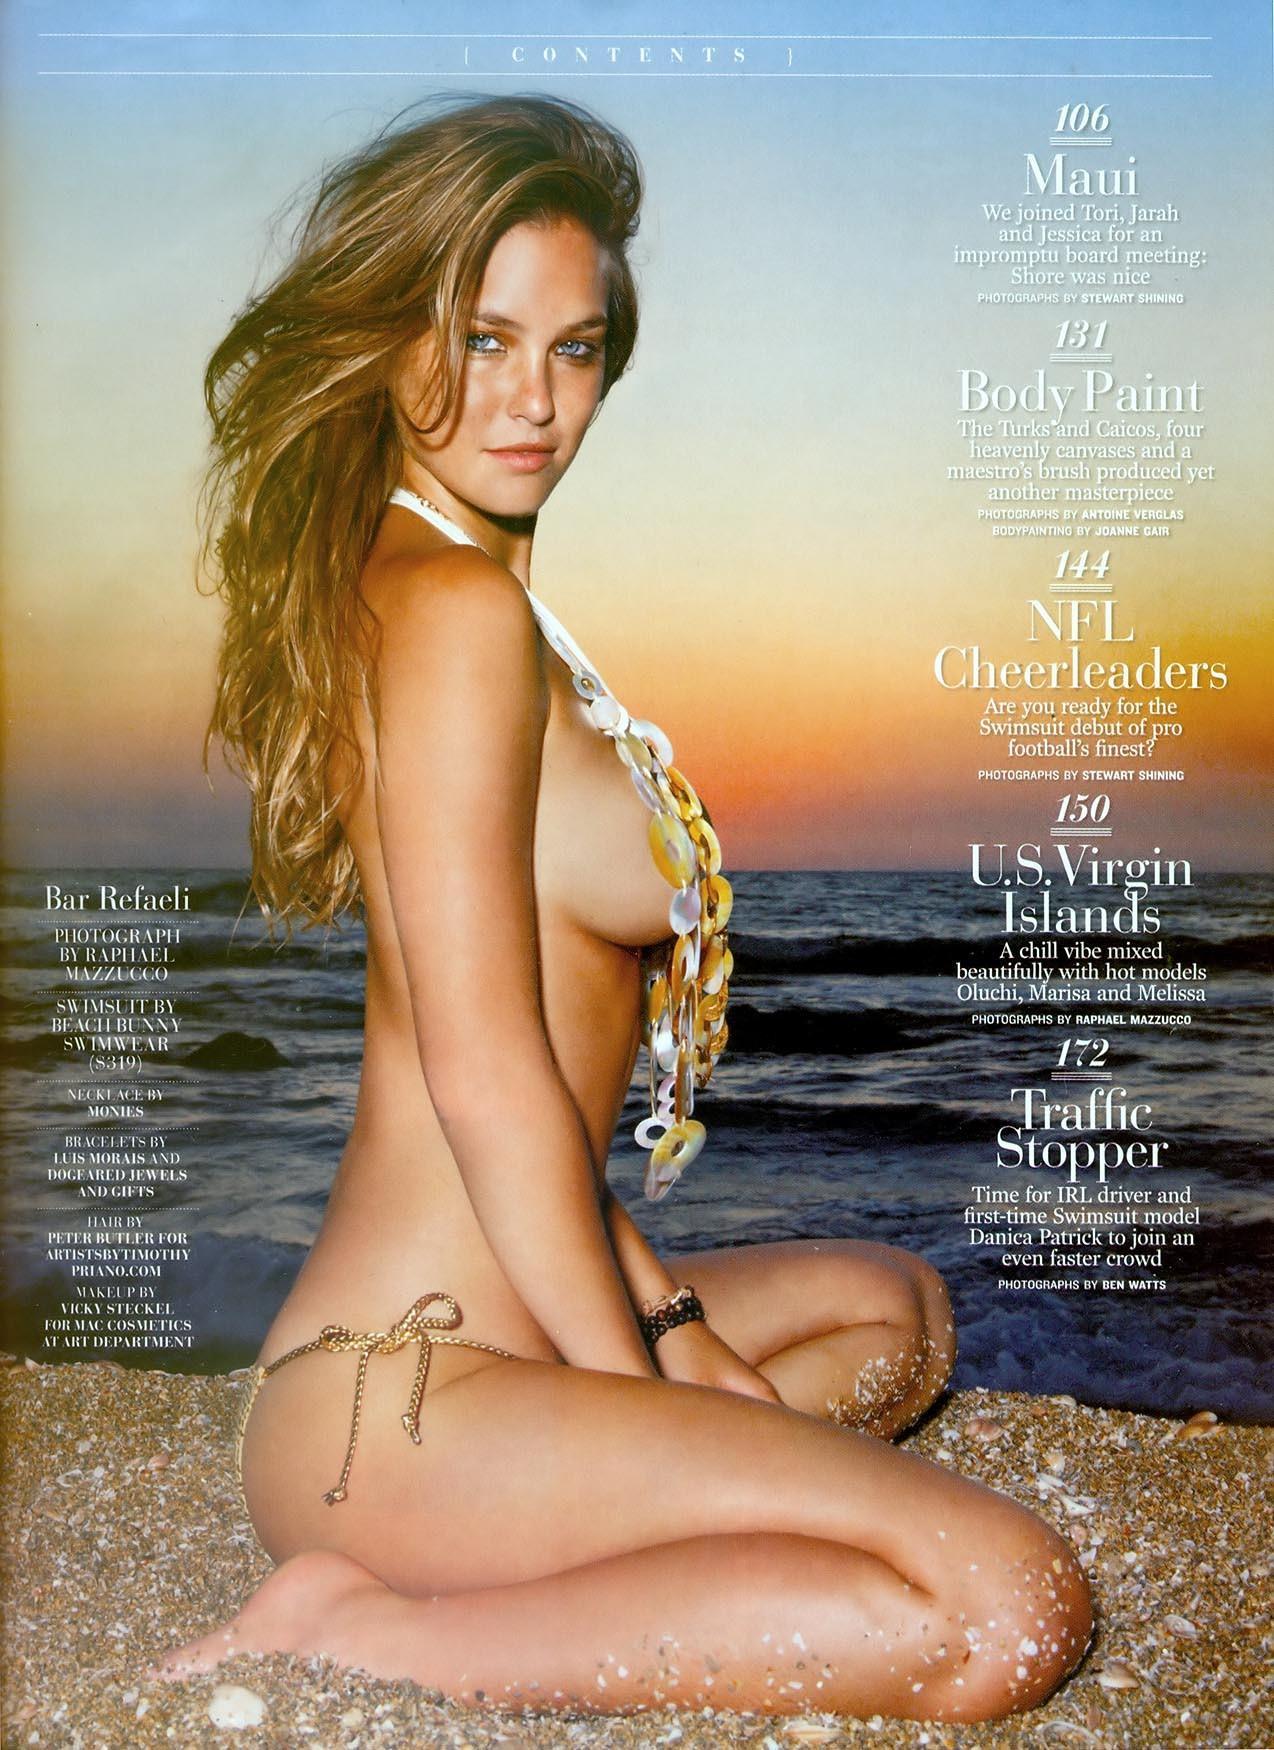 { CONTENTS }
106
Maui
We joined Tori, Jarah
and Jessica for an
impromptu board meeting:
Shore was nice
PHOTOGRAPHS BY STEWART SHINING
131
Body Paint
The Turks and Caicos, four
heavenly canvases and a
maestro's brush produced yet
another masterpiece
PHOTOGRAPHS BY ANTOINE VERGLAS
BODYPAINTING BY JOANNE GAIR
144
NFL
Cheerleaders
Are you ready for the
Swimsuit debut of pro
football's finest?
PHOTOGRAPHS BY STEWART SHINING
150
U.S. Virgin
Islands
A chill vibe mixed
beautifully with hot models
Oluchi, Marisa and Melissa
PHOTOGRAPHS BY RAPHAEL MAZZUCCO
172
Traffic
Stopper
Time for IRL driver and
first-time Swimsuit model
Danica Patrick to join an
even faster crowd
PHOTOGRAPHS BY BEN WATTS
Bar Refaeli
PHOTOGRAPH
BY RAPHAEL
MAZZUCCO
SWIMSUIT BY
BEACH BUNNY
SWIMWEAR
($319)
NECKLACE BY
MONIES
BRACELETS BY
LUIS MORAIS AND
DOGEARED JEWELS
AND GIFTS
HAIR BY
PETER BUTLER FOR
ARTISTSBYTIMOTHY
PRIANO.COM
MAKEUP BY
VICKY STECKEL
FOR MAC COSMETICS
AT ART DEPARTMENT